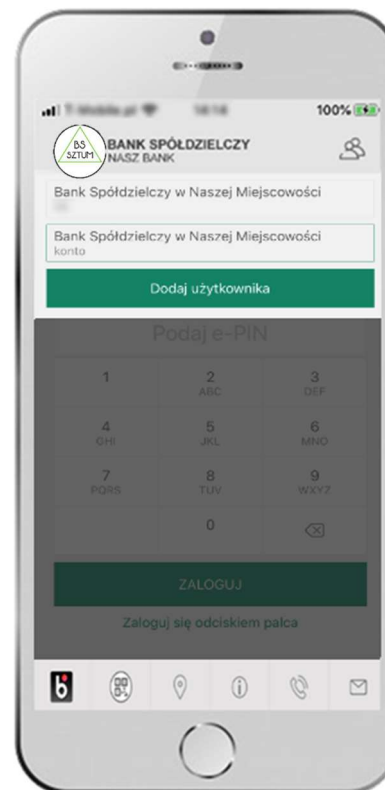 100%
BS
SZTUM
BANK SPÓŁDZIELCZY
NASZ BANK
Bank Spółdzielczy w Naszej Miejscowości
Bank Spółdzielczy w Naszej Miejscowości
konto
Dodaj użytkownika
Podaj e-PIN
1
2
ABC
3
DEF
4
GHI
5
JKL
6
MNO
7
PQRS
8
TUV
9
WXYZ
0
ZALOGUJ
Zaloguj się odciskiem palca